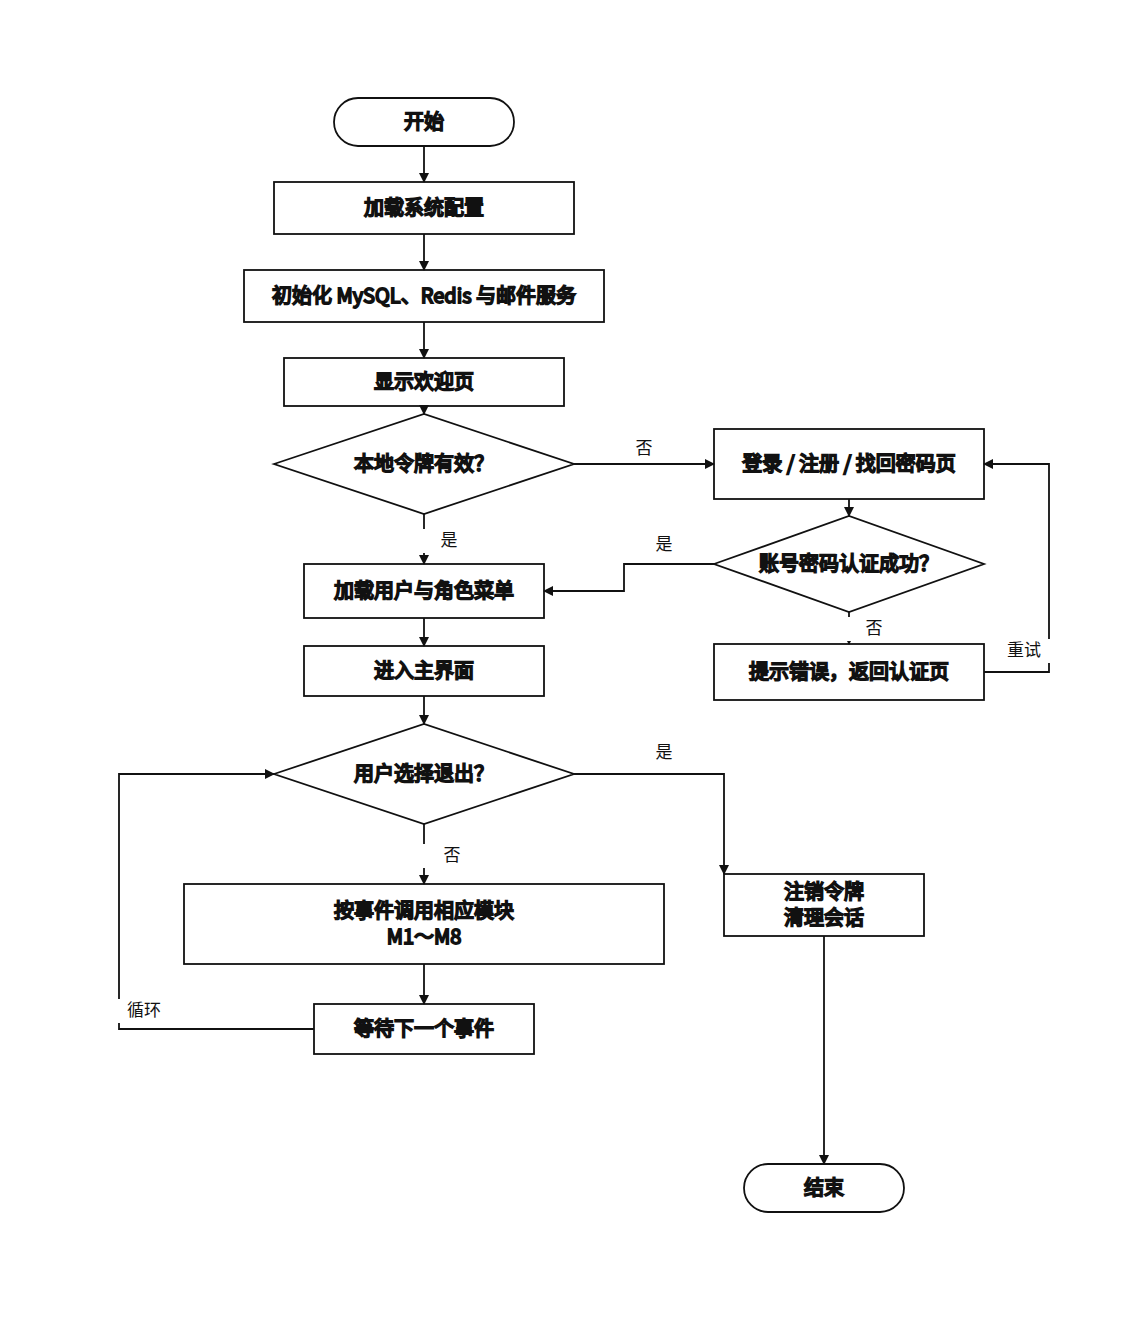 开始
加载系统配置
初始化 MySQL、Redis 与邮件服务
显示欢迎页
本地令牌有效？
否
登录 / 注册 / 找回密码页
是
是
账号密码认证成功？
加载用户与角色菜单
否
重试
进入主界面
提示错误，返回认证页
是
用户选择退出？
否
按事件调用相应模块
M1～M8
注销令牌
清理会话
循环
等待下一个事件
结束